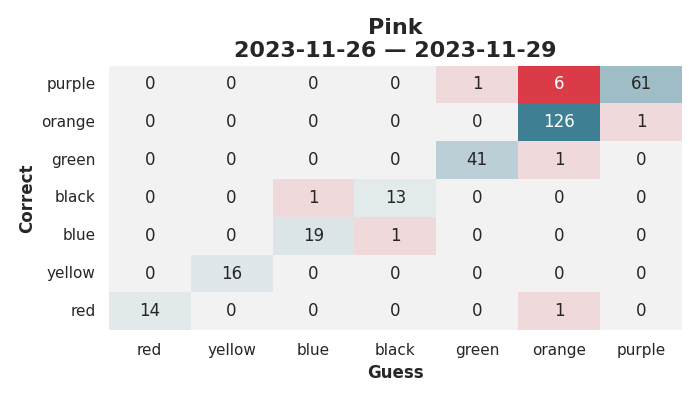 Pink
2023-11-26 — 2023-11-29
Correct
purple 0 0 0 0 1 6 61
orange 0 0 0 0 0 126 1
green 0 0 0 0 41 1 0
black 0 0 1 13 0 0 0
blue 0 0 19 1 0 0 0
yellow 0 16 0 0 0 0 0
red 14 0 0 0 0 1 0
red yellow blue black green orange purple
Guess